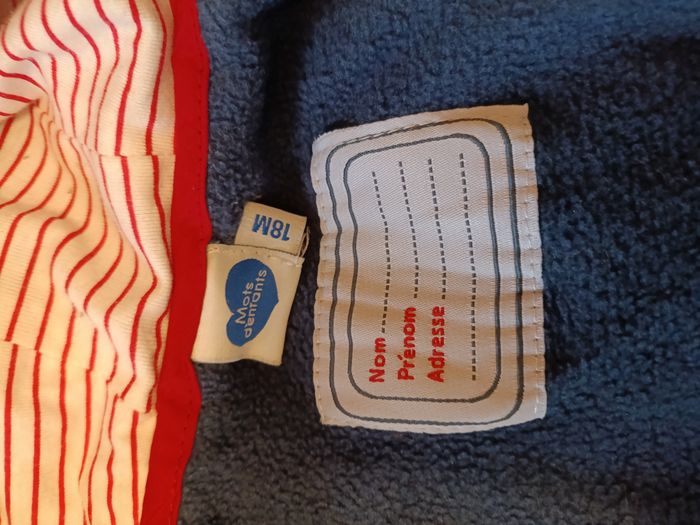 18M
Mots
d'enfants
Nom
Prénom
Adresse